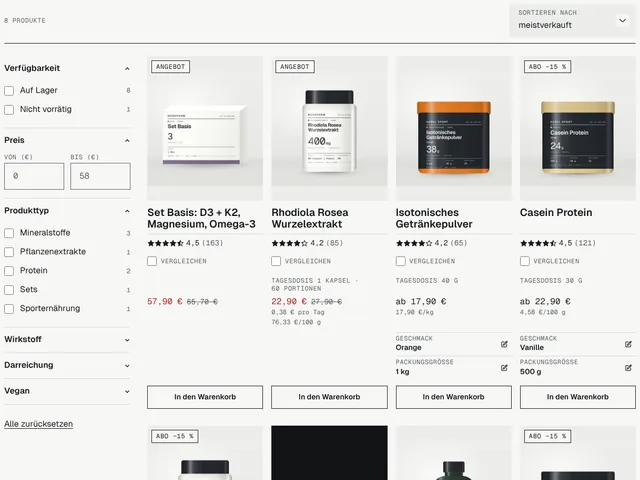 8 PRODUKTE
SORTIEREN NACH
meistverkauft
Verfügbarkeit
Auf Lager 8
Nicht vorrätig 1
Preis
VON (€) BIS (€)
0 58
Produkttyp
Mineralstoffe 3
Pflanzenextrakte 1
Protein 2
Sets 1
Sporternährung 1
Wirkstoff
Darreichung
Vegan
Alle zurücksetzen
ANGEBOT
Set Basis
3
Set Basis: D3 + K2,
Magnesium, Omega-3
4,5 (163)
VERGLEICHEN
57,90 € 65,70 €
In den Warenkorb
ANGEBOT
Rhodiola Rosea
Wurzelextrakt
400mg
Rhodiola Rosea
Wurzelextrakt
4,2 (85)
VERGLEICHEN
TAGESDOSIS 1 KAPSEL ·
60 PORTIONEN
22,90 € 27,90 €
0,38 € pro Tag
76,33 €/100 g
In den Warenkorb
Isotonisches
Getränkepulver
38g
Isotonisches
Getränkepulver
4,2 (65)
VERGLEICHEN
TAGESDOSIS 40 G
ab 17,90 €
17,90 €/kg
GESCHMACK
Orange
PACKUNGSGRÖSSE
1 kg
In den Warenkorb
ABO −15 %
Casein Protein
24g
Casein Protein
4,5 (121)
VERGLEICHEN
TAGESDOSIS 30 G
ab 22,90 €
4,58 €/100 g
GESCHMACK
Vanille
PACKUNGSGRÖSSE
500 g
In den Warenkorb
ABO −15 %
ABO −15 %